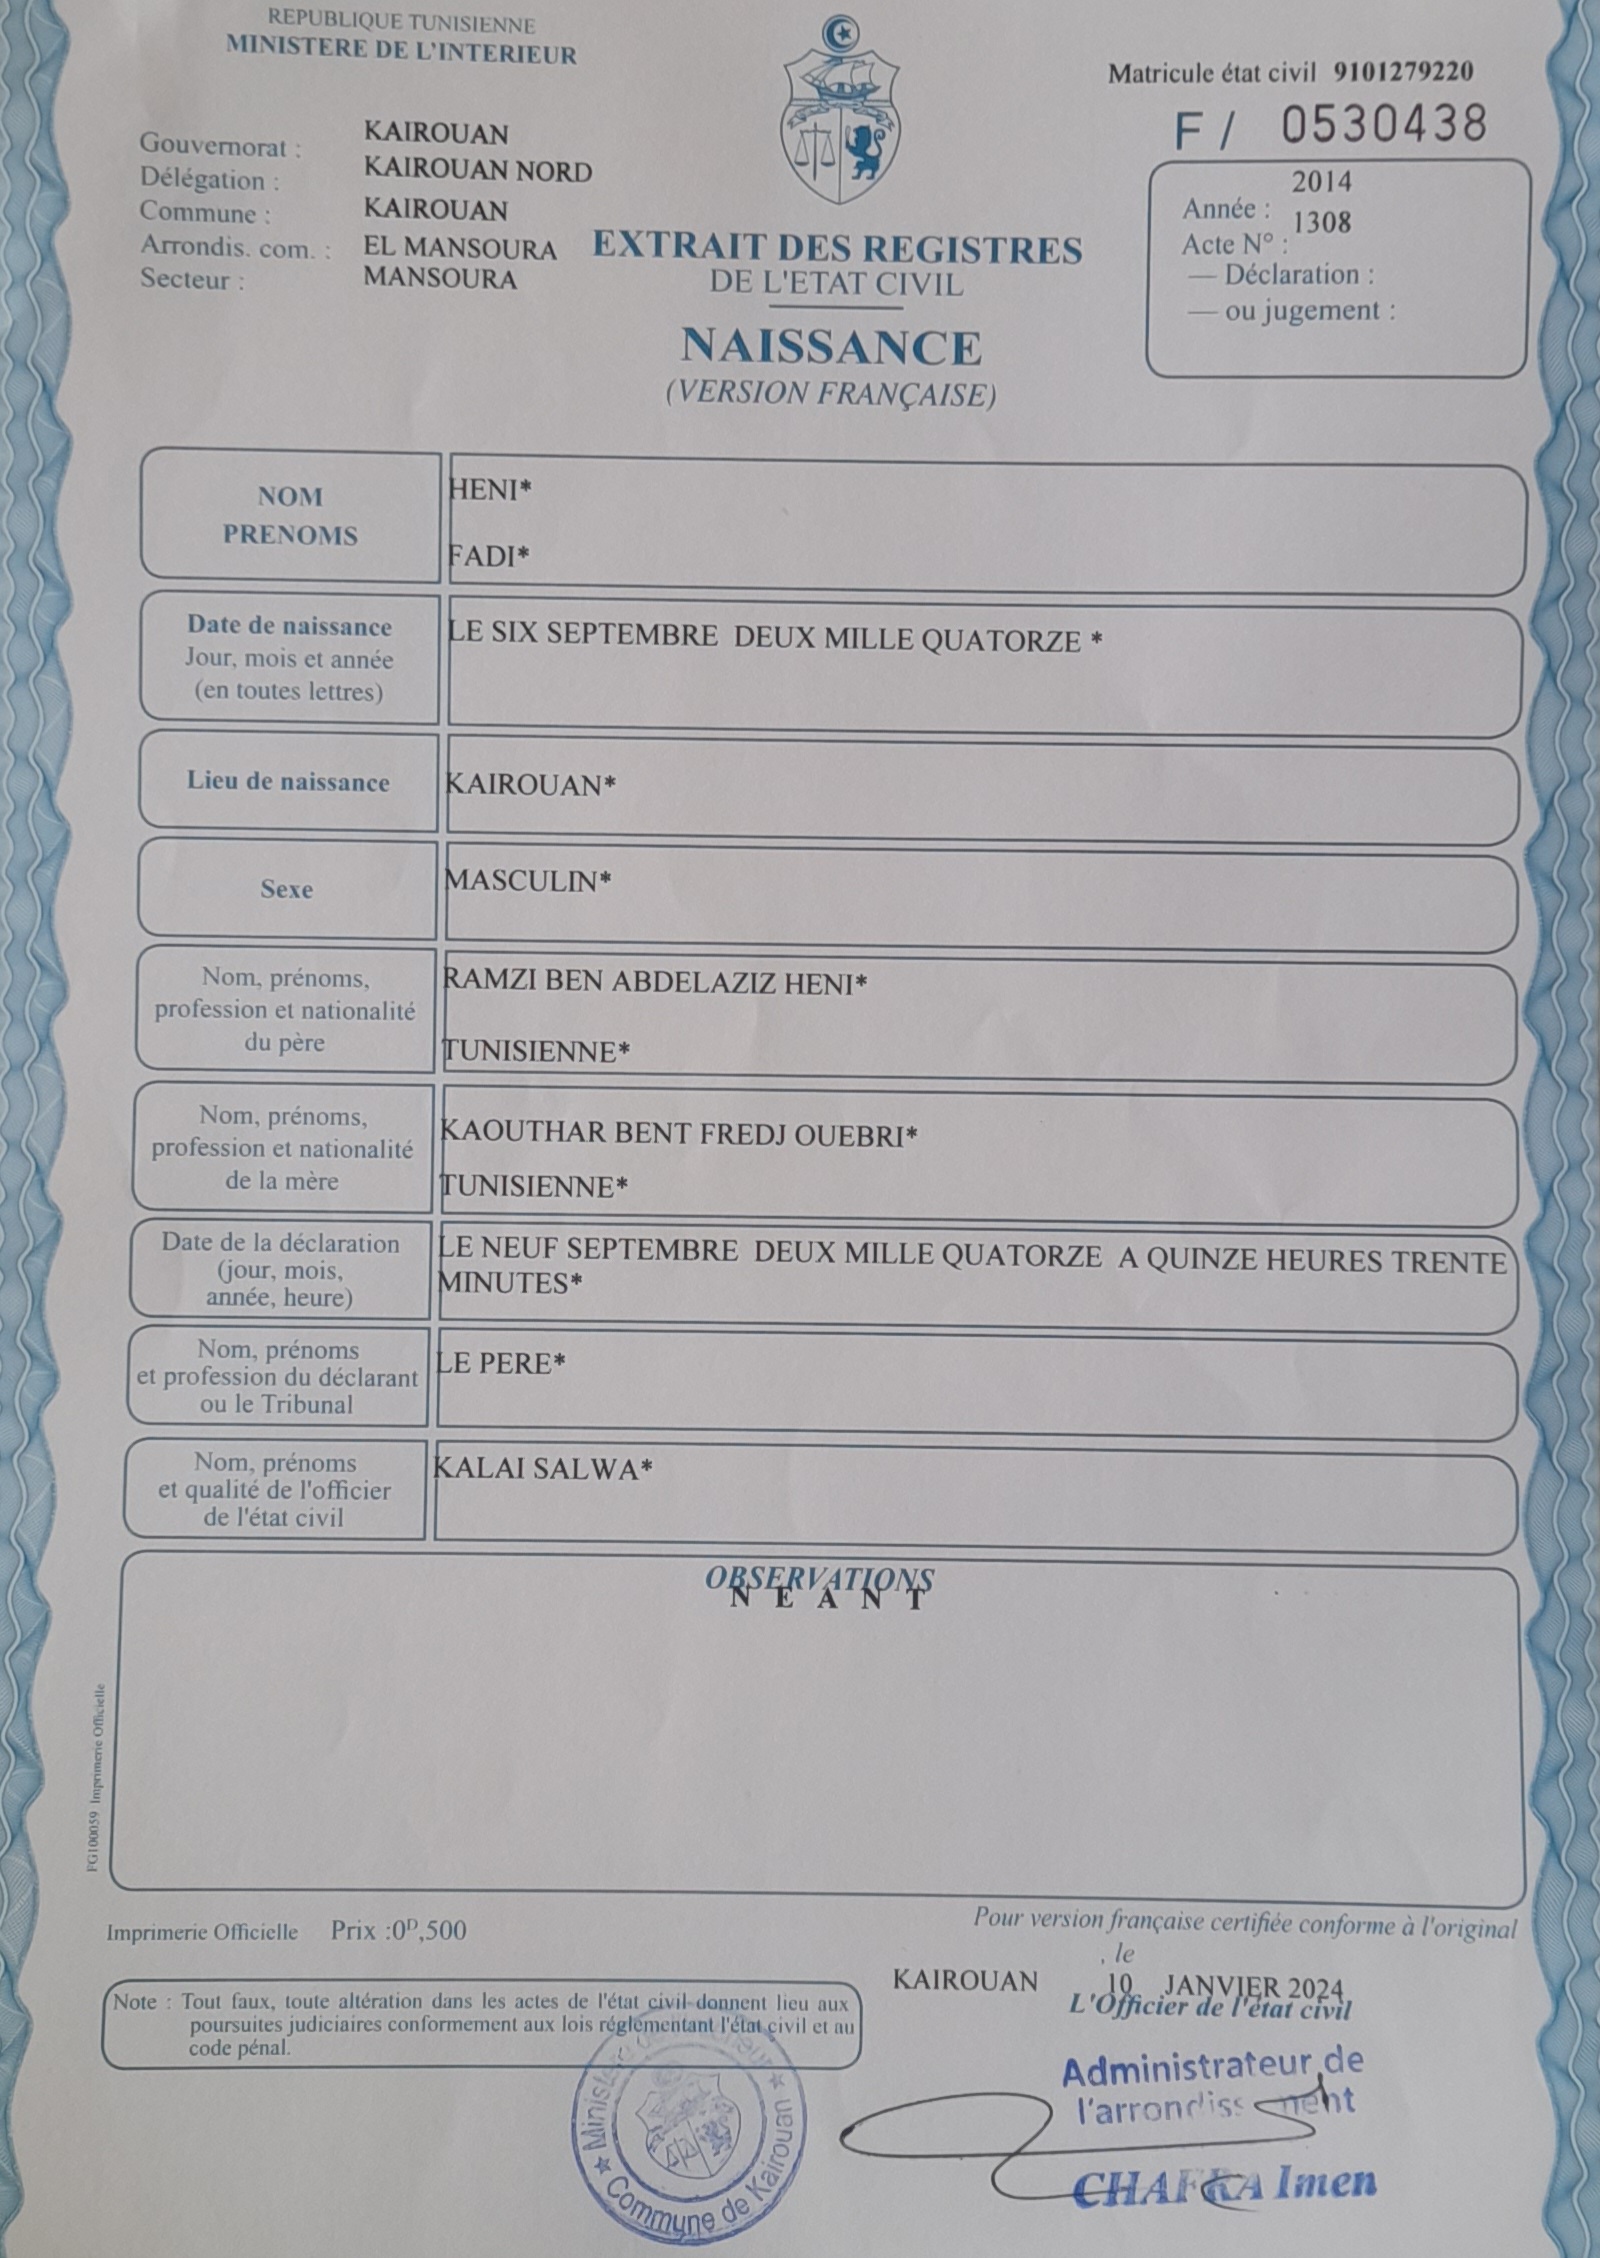 REPUBLIQUE TUNISIENNE
MINISTERE DE L'INTERIEUR
Matricule état civil 9101279220
F / 0530438
Gouvernorat : KAIROUAN
Délégation : KAIROUAN NORD
Commune : KAIROUAN
Arrondis. com. : EL MANSOURA
Secteur : MANSOURA
EXTRAIT DES REGISTRES
DE L'ETAT CIVIL
NAISSANCE
(VERSION FRANÇAISE)
Année : 2014
Acte N° : 1308
— Déclaration :
— ou jugement :
NOM
PRENOMS
HENI*
FADI*
Date de naissance
Jour, mois et année
(en toutes lettres)
LE SIX SEPTEMBRE DEUX MILLE QUATORZE *
Lieu de naissance
KAIROUAN*
Sexe
MASCULIN*
Nom, prénoms,
profession et nationalité
du père
RAMZI BEN ABDELAZIZ HENI*
TUNISIENNE*
Nom, prénoms,
profession et nationalité
de la mère
KAOUTHAR BENT FREDJ OUEBRI*
TUNISIENNE*
Date de la déclaration
(jour, mois,
année, heure)
LE NEUF SEPTEMBRE DEUX MILLE QUATORZE A QUINZE HEURES TRENTE
MINUTES*
Nom, prénoms
et profession du déclarant
ou le Tribunal
LE PERE*
Nom, prénoms
et qualité de l'officier
de l'état civil
KALAI SALWA*
OBSERVATIONS
N E A N T
FG100059 Imprimerie Officielle
Imprimerie Officielle Prix :0D,500
Pour version française certifiée conforme à l'original
, le
KAIROUAN 10 JANVIER 2024
L'Officier de l'état civil
Note : Tout faux, toute altération dans les actes de l'état civil donnent lieu aux
poursuites judiciaires conformement aux lois réglementant l'état civil et au
code pénal.
Administrateur de
l'arrondissement
CHAFRA Imen
Commune de Kairouan